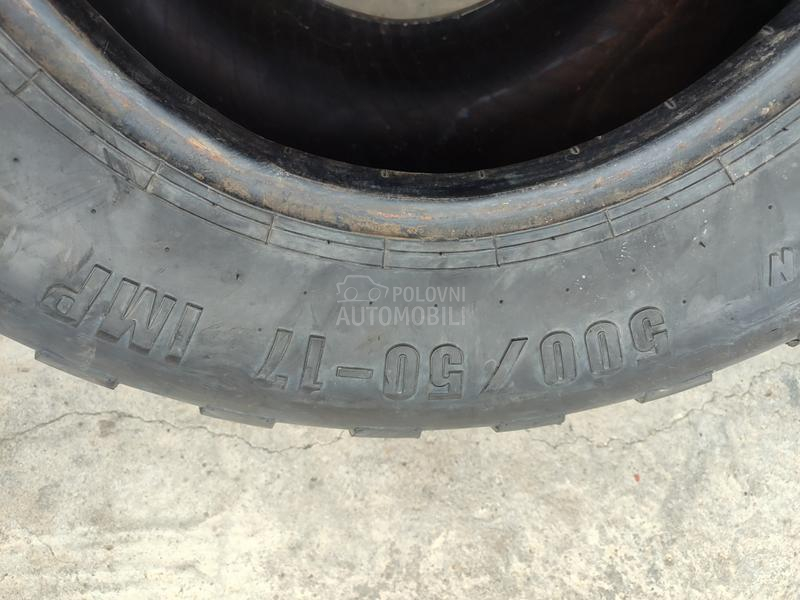 500/50-17 IMP
N
POLOVNI
AUTOMOBILI